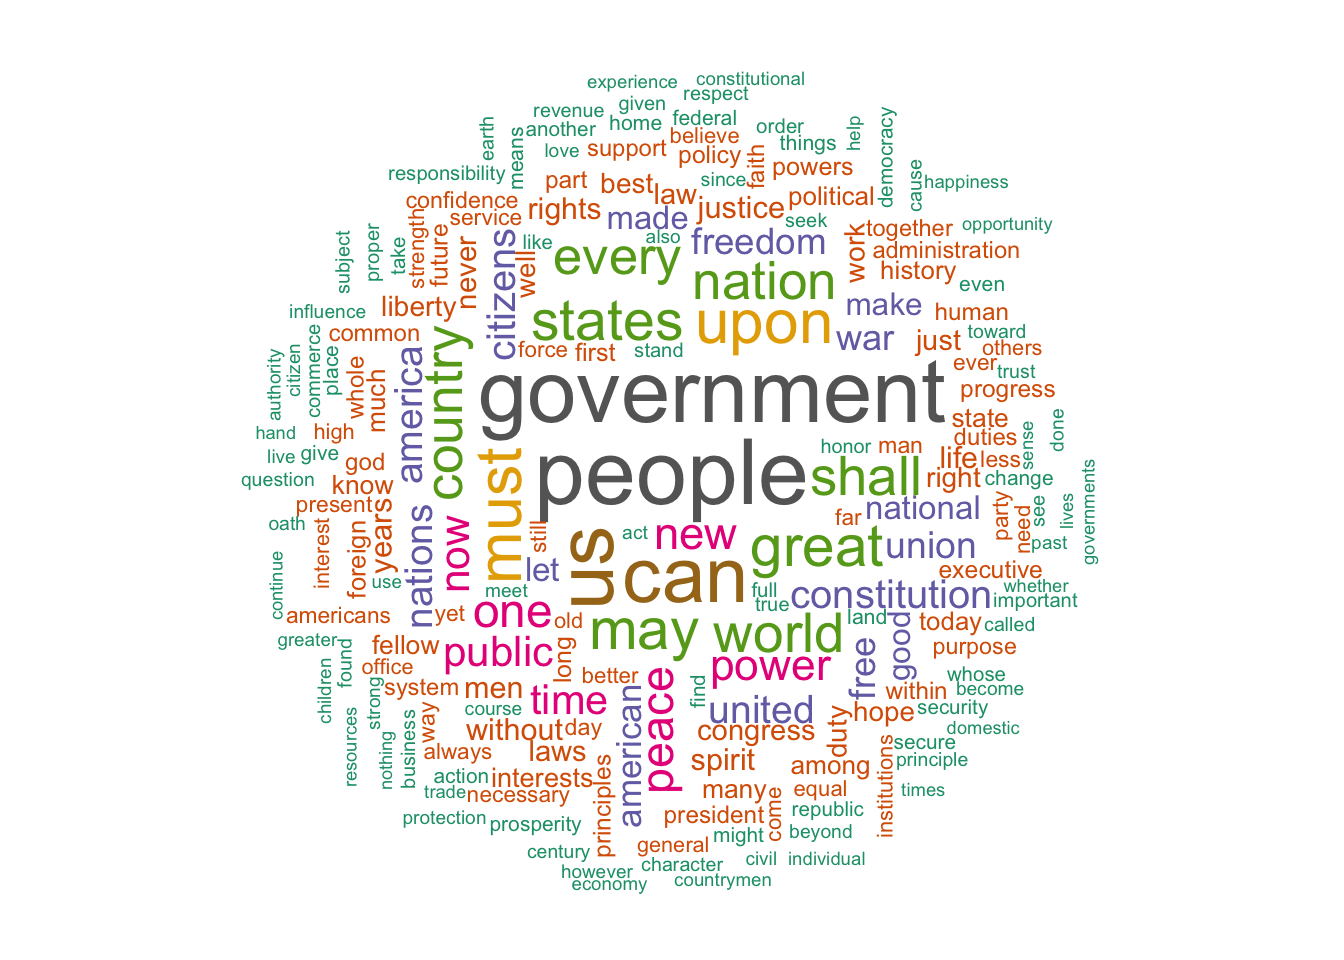 experience
constitutional
respect
revenue
given
federal
another
home
believe
order
things
help
democracy
earth
means
love
support
policy
since
faith
powers
cause
happiness
responsibility
part
best
law
political
confidence
service
rights
made
justice
seek
together
opportunity
subject
proper
take
strength
future
never
citizens
like
well
every
also
freedom
work
administration
history
nation
even
influence
liberty
states
upon
make
human
common
war
just
toward
others
authority
citizen
commerce
place
whole
much
america
country
force
first
stand
ever
trust
government
progress
hand
high
state
live
give
god
people
honor
man
duties
sense
done
question
know
must
shall
life
less
right
change
governments
present
years
far
national
party
need
see
lives
past
oath
interest
foreign
nations
now
still
us
act
new
great
union
continue
use
let
can
executive
meet
full
true
constitution
whether
important
americans
yet
one
old
may
world
land
good
today
called
greater
fellow
public
long
power
free
purpose
children
found
office
system
men
better
find
within
whose
become
strong
time
american
peace
united
hope
security
resources
nothing
business
way
course
without
day
congress
duty
domestic
always
laws
spirit
secure
principle
action
interests
principles
among
institutions
trade
necessary
many
equal
times
protection
president
come
republic
prosperity
might
beyond
century
general
character
civil
individual
however
economy
countrymen